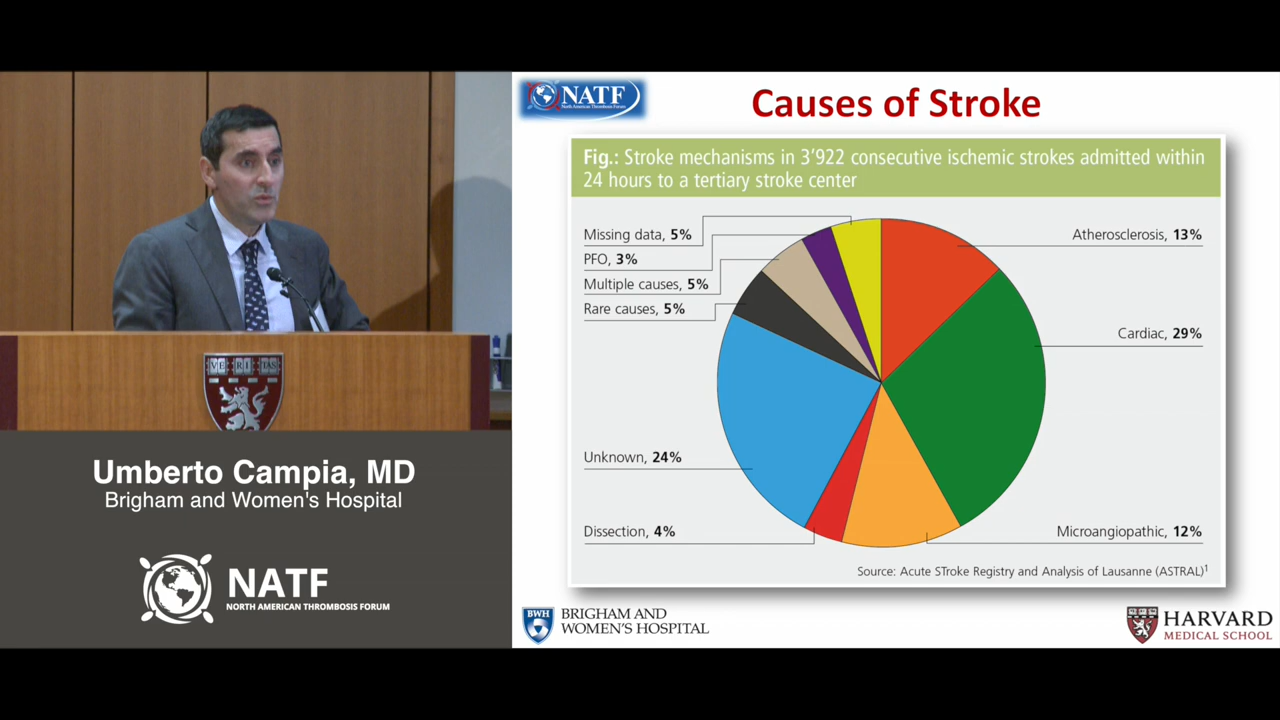 VE RI ES
Umberto Campia, MD
Brigham and Women's Hospital
NATF
NORTH AMERICAN THROMBOSIS FORUM
NATF
North American Thrombosis Forum
Causes of Stroke
Fig.: Stroke mechanisms in 3’922 consecutive ischemic strokes admitted within
24 hours to a tertiary stroke center
Missing data, 5%
PFO, 3%
Multiple causes, 5%
Rare causes, 5%
Unknown, 24%
Dissection, 4%
Atherosclerosis, 13%
Cardiac, 29%
Microangiopathic, 12%
Source: Acute STroke Registry and Analysis of Lausanne (ASTRAL)¹
BWH
BRIGHAM AND
WOMEN'S HOSPITAL
HARVARD
MEDICAL SCHOOL